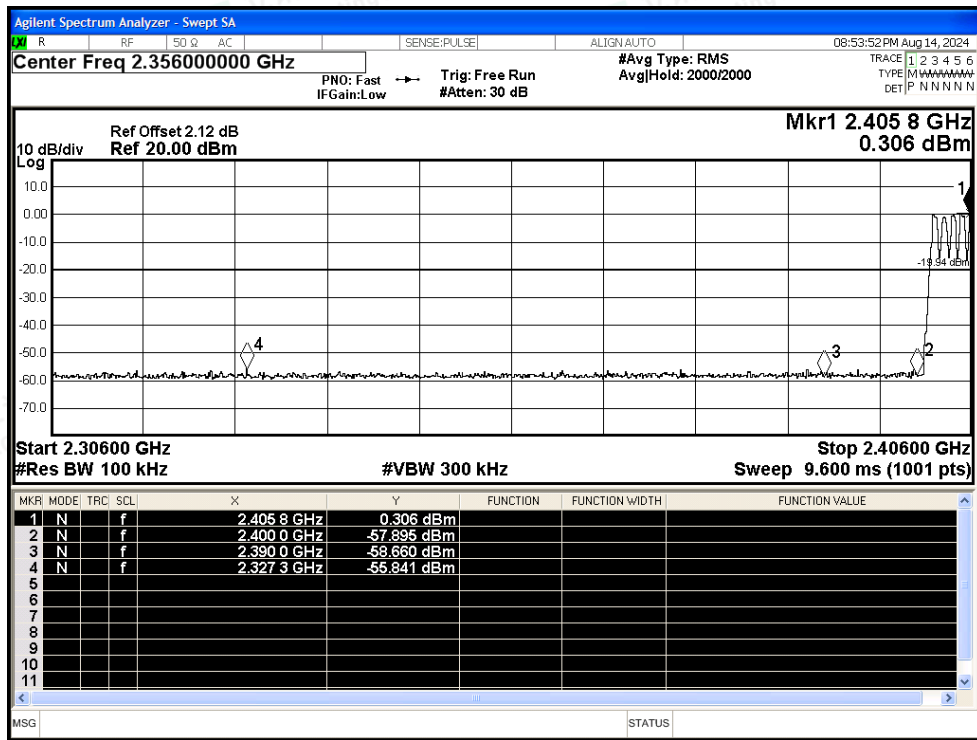 Agilent Spectrum Analyzer - Swept SA
LXI R RF 50 Ω AC SENSE:PULSE ALIGN AUTO 08:53:52 PM Aug 14, 2024
Center Freq 2.356000000 GHz #Avg Type: RMS TRACE 1 2 3 4 5 6
PNO: Fast Trig: Free Run Avg|Hold: 2000/2000 TYPE M WWWWW
IFGain:Low #Atten: 30 dB DET P N N N N N
Mkr1 2.405 8 GHz
Ref Offset 2.12 dB
10 dB/div Ref 20.00 dBm 0.306 dBm
Log
10.0
1
0.00
-10.0
-19.94 dBm
-20.0
-30.0
-40.0
4 3 2
-50.0
-60.0
-70.0
Start 2.30600 GHz Stop 2.40600 GHz
#Res BW 100 kHz #VBW 300 kHz Sweep 9.600 ms (1001 pts)
MKR MODE TRC SCL X Y FUNCTION FUNCTION WIDTH FUNCTION VALUE
1 N f 2.405 8 GHz 0.306 dBm
2 N f 2.400 0 GHz -57.895 dBm
3 N f 2.390 0 GHz -58.660 dBm
4 N f 2.327 3 GHz -55.841 dBm
5
6
7
8
9
10
11
MSG STATUS